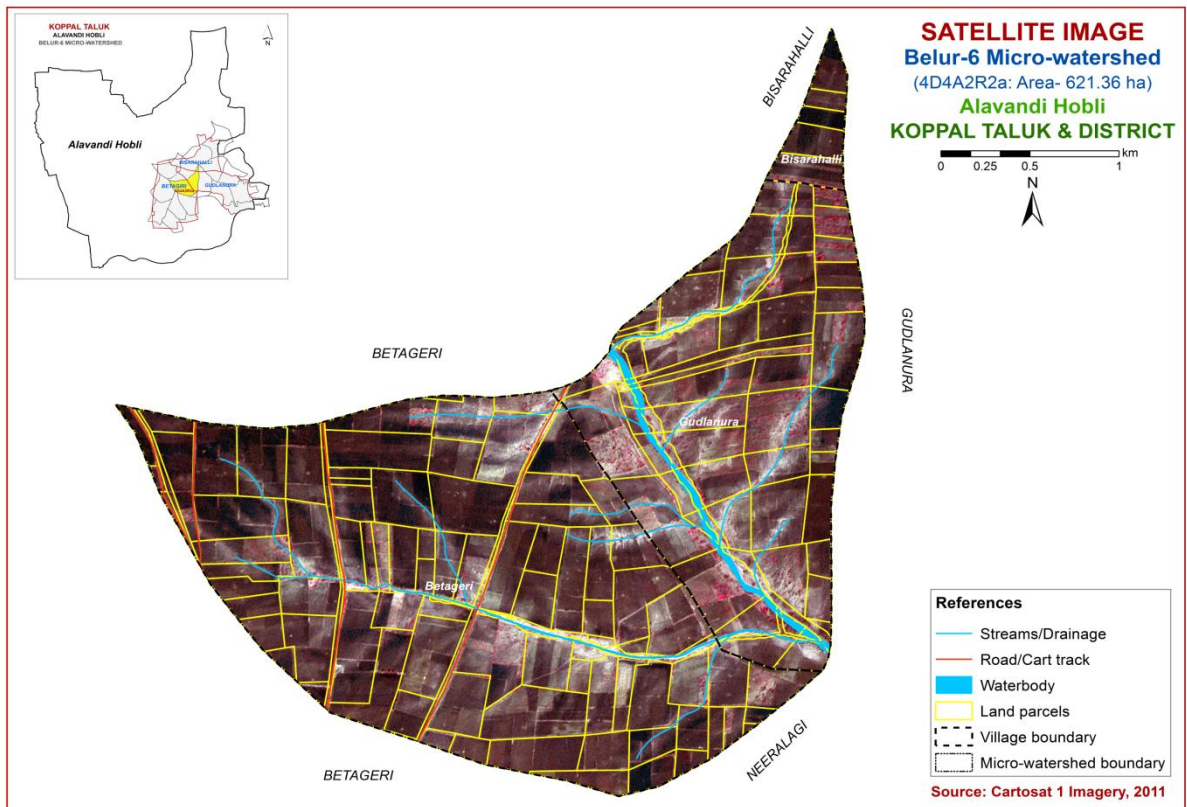 KOPPAL TALUK
ALAVANDI HOBLI
BELUR-6 MICRO-WATERSHED
N
Alavandi Hobli
BISARAHALLI
BETAGIRI
GUDLANURA
SATELLITE IMAGE
Belur-6 Micro-watershed
(4D4A2R2a: Area- 621.36 ha)
Alavandi Hobli
KOPPAL TALUK & DISTRICT
km
0 0.25 0.5 1
N
BISARAHALLI
Bisarahalli
BETAGERI
GUDLANURA
Gudlanura
Betageri
BETAGERI
NEERALAGI
References
Streams/Drainage
Road/Cart track
Waterbody
Land parcels
Village boundary
Micro-watershed boundary
Source: Cartosat 1 Imagery, 2011